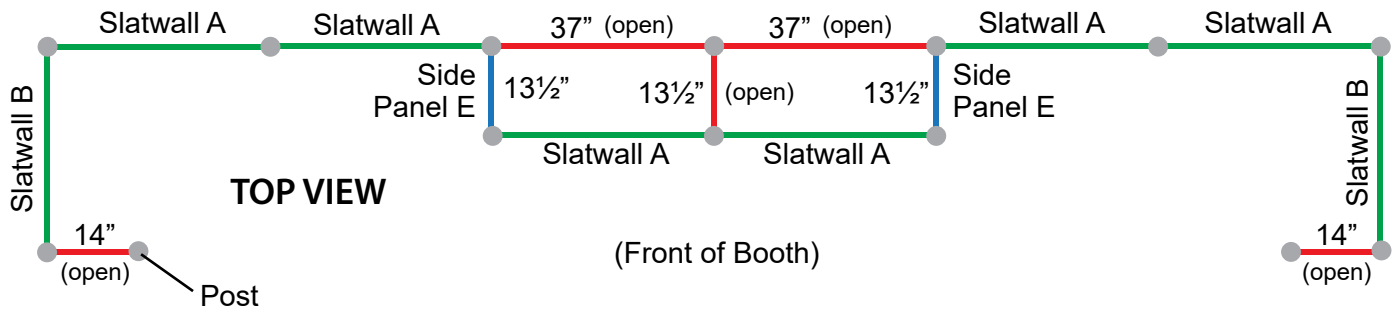 Slatwall A
Slatwall A
37” (open)
37” (open)
Slatwall A
Slatwall A
Side
Panel E
13½”
13½” (open)
13½”
Side
Panel E
Slatwall B
Slatwall A
Slatwall A
Slatwall B
TOP VIEW
14”
(open)
(Front of Booth)
14”
(open)
Post